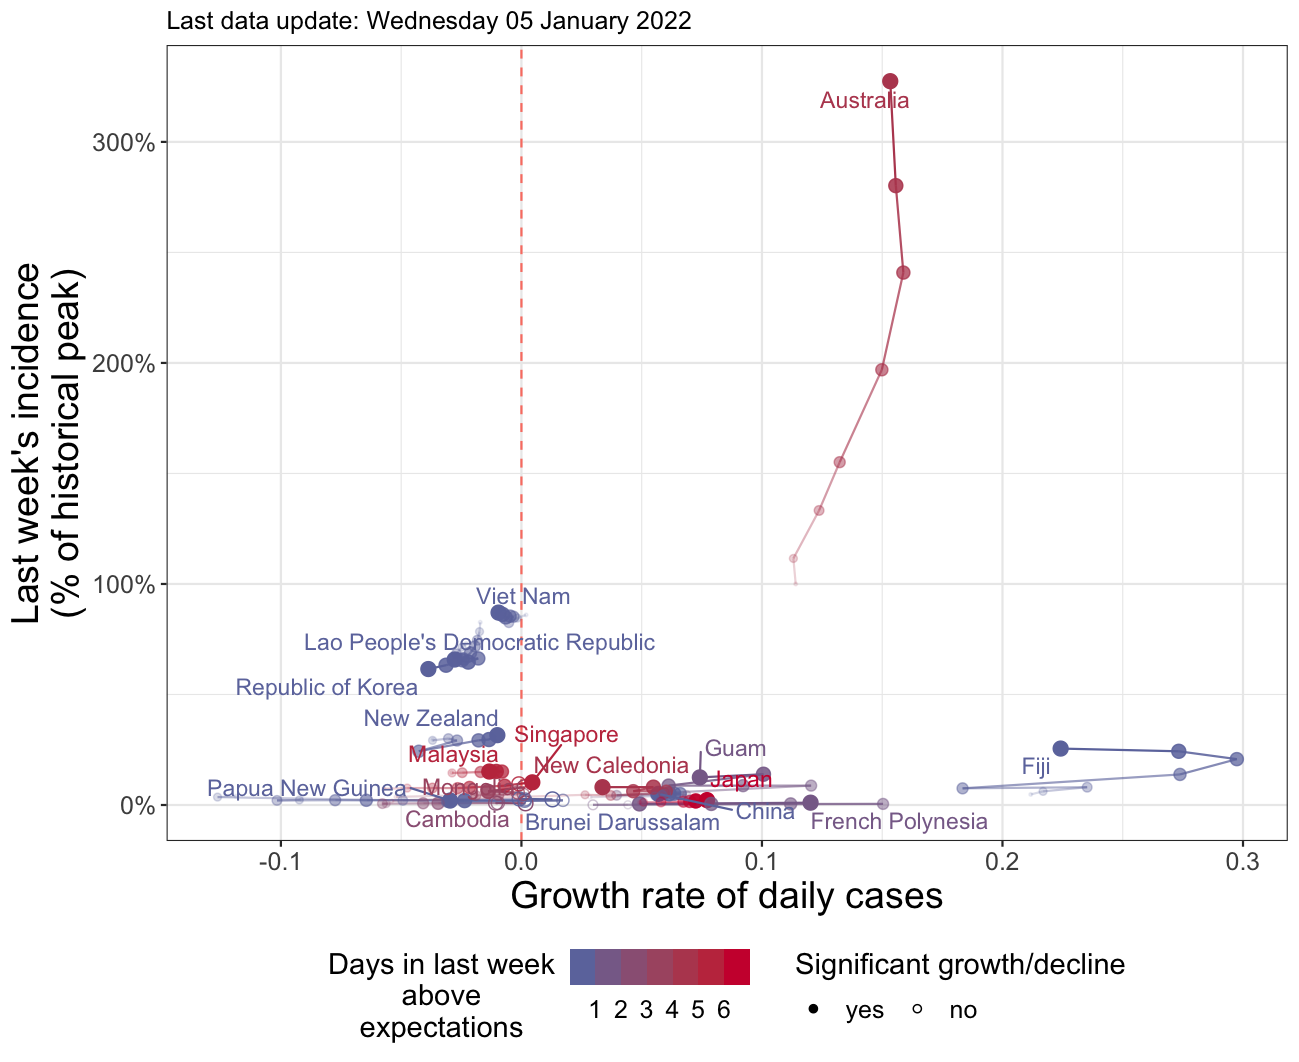 Last data update: Wednesday 05 January 2022
Last week's incidence
(% of historical peak)
300%
200%
100%
0%
Australia
Viet Nam
Lao People's Democratic Republic
Republic of Korea
New Zealand
Singapore
Malaysia
New Caledonia
Guam
Japan
Fiji
Papua New Guinea
Cambodia
Brunei Darussalam
China
French Polynesia
-0.1
0.0
0.1
0.2
0.3
Growth rate of daily cases
Days in last week
above
expectations
1 2 3 4 5 6
Significant growth/decline
yes
no